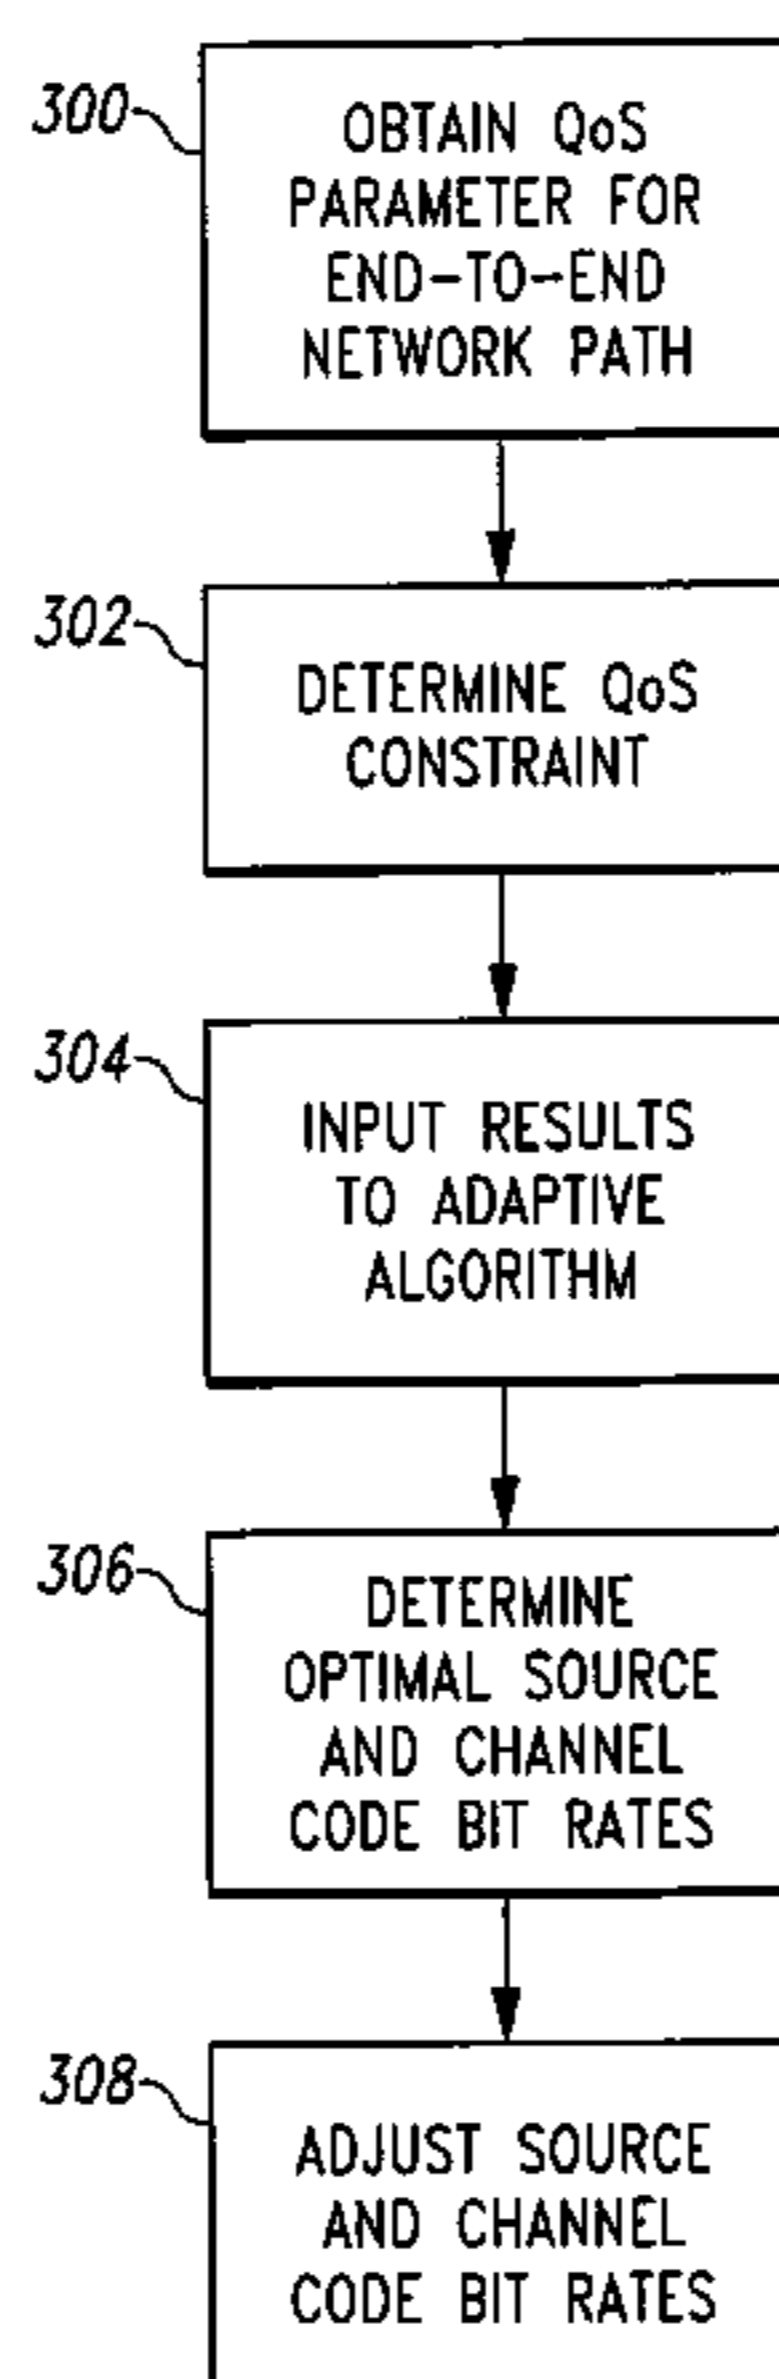 300
OBTAIN QoS
PARAMETER FOR
END-TO-END
NETWORK PATH
302
DETERMINE QoS
CONSTRAINT
304
INPUT RESULTS
TO ADAPTIVE
ALGORITHM
306
DETERMINE
OPTIMAL SOURCE
AND CHANNEL
CODE BIT RATES
308
ADJUST SOURCE
AND CHANNEL
CODE BIT RATES